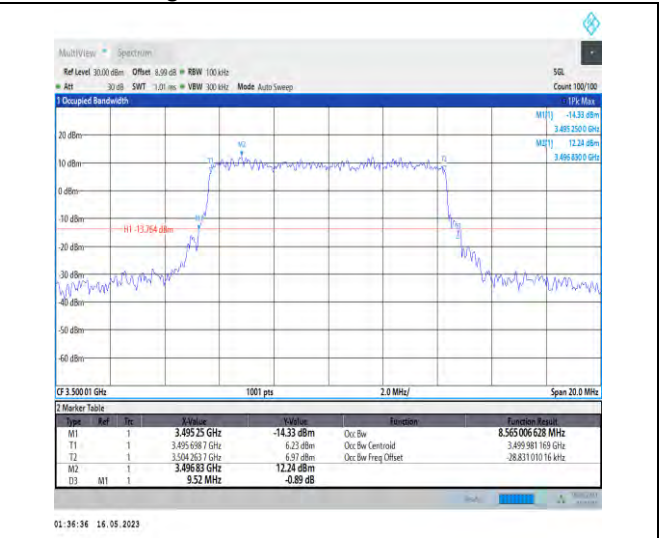 MultiView Spectrum
Ref Level 30.00 dBm Offset 8.99 dB RBW 100 kHz SGL
Att 30 dB SWT 1.01 ms VBW 300 kHz Mode Auto Sweep Count 100/100
1 Occupied Bandwidth 1Pk Max
M1[1] -14.33 dBm
3.495 250 0 GHz
20 dBm M2[1] 12.24 dBm
3.496 830 0 GHz
M2
T1 T2
10 dBm
0 dBm
-10 dBm
H1 -13.764 dBm
-20 dBm
-30 dBm
-40 dBm
-50 dBm
-60 dBm
CF 3.500 01 GHz 1001 pts 2.0 MHz/ Span 20.0 MHz
2 Marker Table
Type Ref Trc X-Value Y-Value Function Function Result
M1 1 3.495 25 GHz -14.33 dBm Occ Bw 8.565 006 628 MHz
T1 1 3.495 698 7 GHz 6.23 dBm Occ Bw Centroid 3.499 981 169 GHz
T2 1 3.504 263 7 GHz 6.97 dBm Occ Bw Freq Offset -28.831 010 16 kHz
M2 1 3.496 83 GHz 12.24 dBm
D3 M1 1 9.52 MHz -0.89 dB
01:36:36 16.05.2023